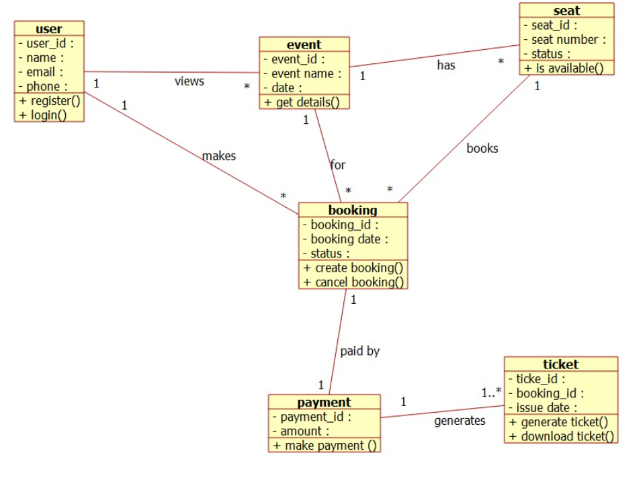 user
- user_id :
- name :
- email :
- phone :
+ register()
+ login()
event
- event_id :
- event name :
- date :
+ get details()
seat
- seat_id :
- seat number :
- status :
+ is available()
1
views
*
1
has
*
1
makes
*
1
for
*
1
books
*
booking
- booking_id :
- booking date :
- status :
+ create booking()
+ cancel booking()
1
paid by
1
payment
- payment_id :
- amount :
+ make payment ()
1
generates
1..*
ticket
- ticke_id :
- booking_id :
- issue date :
+ generate ticket()
+ download ticket()